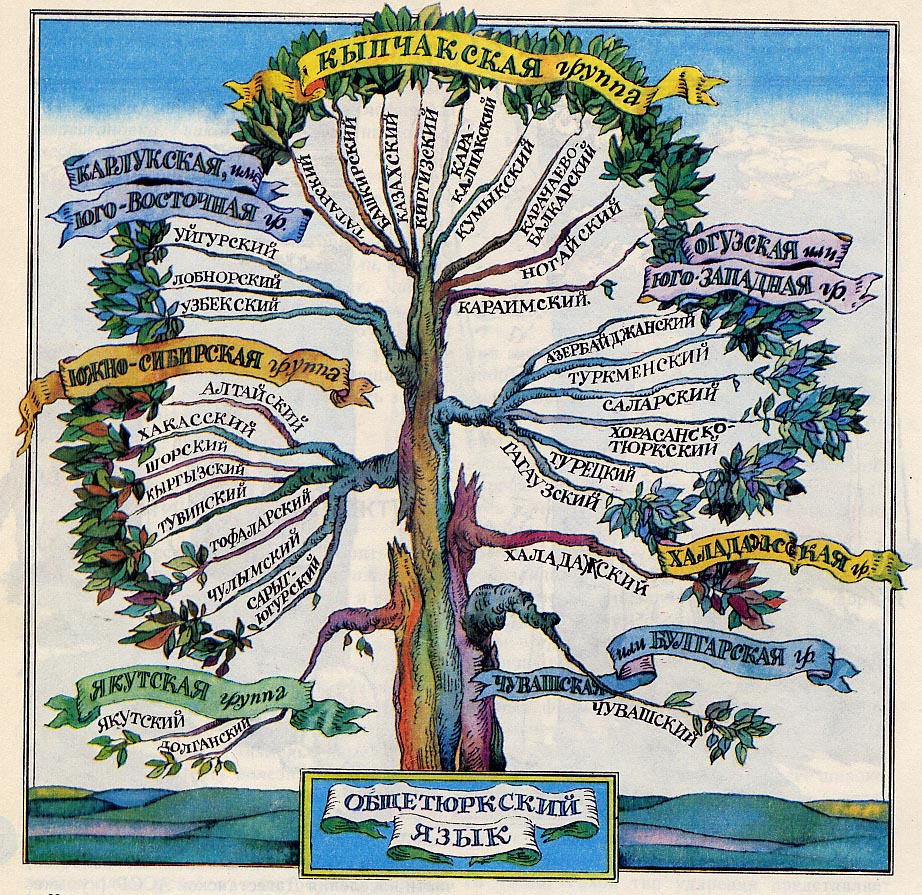 КЫПЧАКСКАЯ группа
ТАТАРСКИЙ
БАШКИРСКИЙ
КАЗАХСКИЙ
КИРГИЗСКИЙ
КАРА-
КАЛПАКСКИЙ
КУМЫКСКИЙ
КАРАЧАЕВО-
БАЛКАРСКИЙ
НОГАЙСКИЙ
КАРАИМСКИЙ
КАРЛУКСКАЯ, или
ЮГО-ВОСТОЧНАЯ гр.
УЙГУРСКИЙ
ЛОБНОРСКИЙ
УЗБЕКСКИЙ
ОГУЗСКАЯ или
ЮГО-ЗАПАДНАЯ гр.
АЗЕРБАЙДЖАНСКИЙ
ТУРКМЕНСКИЙ
САЛАРСКИЙ
ХОРАСАНСКО-
ТЮРКСКИЙ
ТУРЕЦКИЙ
ГАГАУЗСКИЙ
ЮЖНО-СИБИРСКАЯ группа
АЛТАЙСКИЙ
ХАКАССКИЙ
ШОРСКИЙ
КЫРГЫЗСКИЙ
ТУВИНСКИЙ
ТОФАЛАРСКИЙ
ЧУЛЫМСКИЙ
САРЫГ-
ЮГУРСКИЙ
ХАЛАДЖССКАЯ гр.
ХАЛАДЖСКИЙ
ЯКУТСКАЯ группа
ЯКУТСКИЙ
ДОЛГАНСКИЙ
ЧУВАШСКАЯ
или БУЛГАРСКАЯ гр.
ЧУВАШСКИЙ
ОБЩЕТЮРКСКИЙ
ЯЗЫК